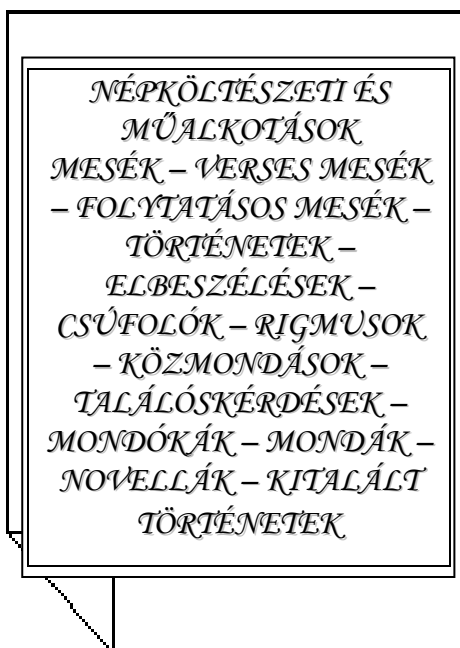 NÉPKÖLTÉSZETI ÉS
MŰALKOTÁSOK
MESÉK – VERSES MESÉK
– FOLYTATÁSOS MESÉK –
TÖRTÉNETEK –
ELBESZÉLÉSEK –
CSÚFOLÓK – RIGMUSOK
– KÖZMONDÁSOK –
TALÁLÓSKÉRDÉSEK –
MONDÓKÁK – MONDÁK –
NOVELLÁK – KITALÁLT
TÖRTÉNETEK